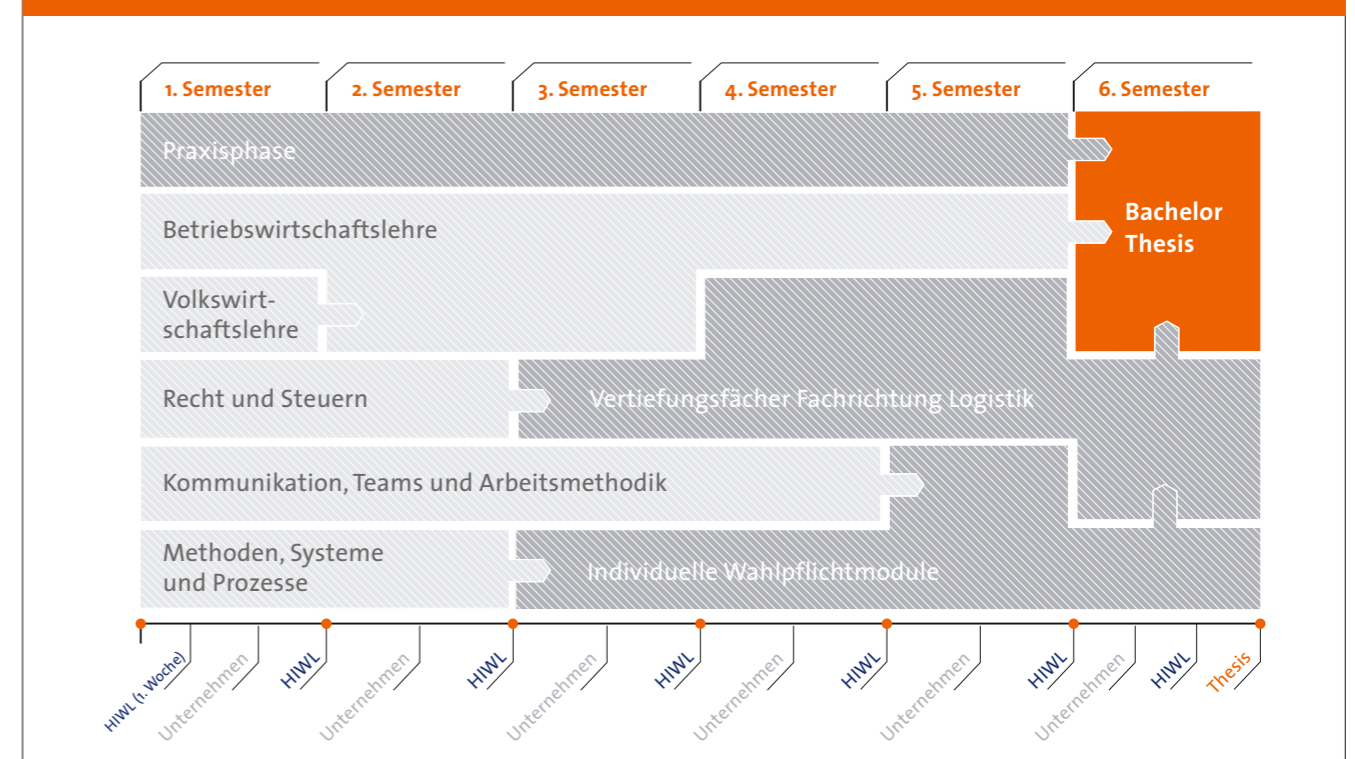 1. Semester
2. Semester
3. Semester
4. Semester
5. Semester
6. Semester
Praxisphase
Betriebswirtschaftslehre
Bachelor
Thesis
Volkswirt-
schaftslehre
Recht und Steuern
Vertiefungsfächer Fachrichtung Logistik
Kommunikation, Teams und Arbeitsmethodik
Methoden, Systeme
und Prozesse
Individuelle Wahlpflichtmodule
HIWL (1. Woche)
Unternehmen
HIWL
Unternehmen
HIWL
Unternehmen
HIWL
Unternehmen
HIWL
Unternehmen
HIWL
Unternehmen
HIWL
Thesis